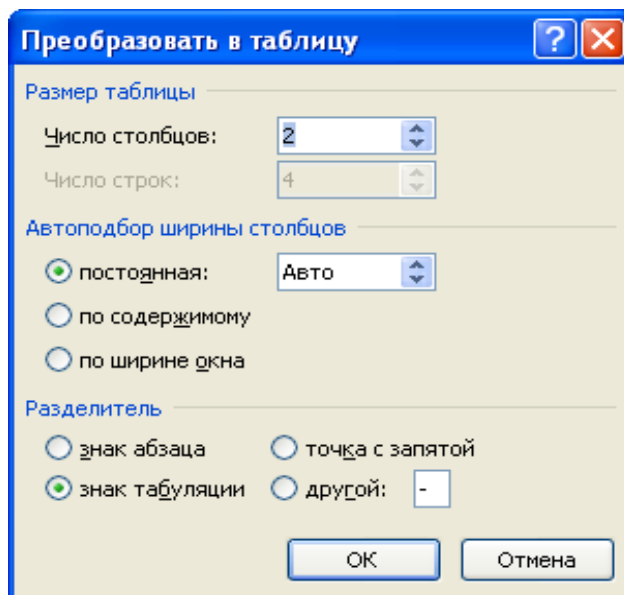 Преобразовать в таблицу
Размер таблицы
Число столбцов: 2
Число строк: 4
Автоподбор ширины столбцов
постоянная: Авто
по содержимому
по ширине окна
Разделитель
знак абзаца точка с запятой
знак табуляции другой: -
ОК Отмена